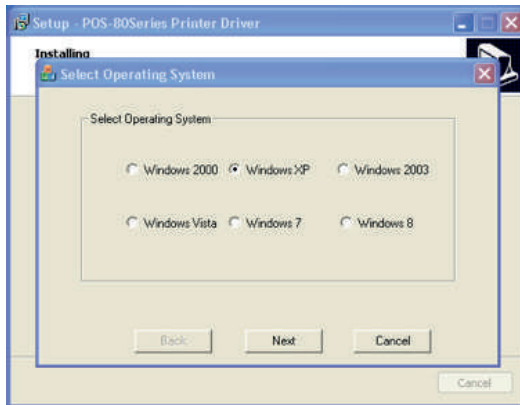 Setup - POS-80Series Printer Driver
Installing
Select Operating System
Select Operating System
Windows 2000 Windows XP Windows 2003
Windows Vista Windows 7 Windows 8
Back Next Cancel
Cancel